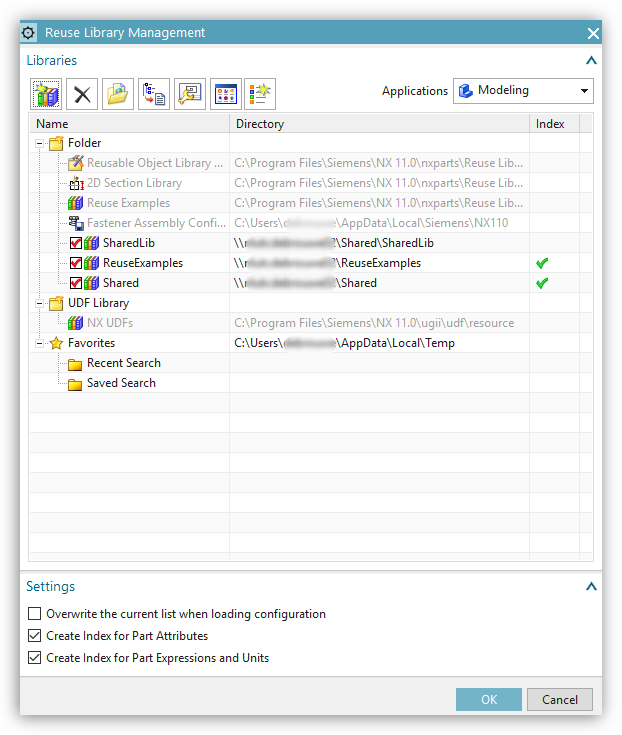 Reuse Library Management
Libraries
Applications Modeling
Name Directory Index
Folder
Reusable Object Library ... C:\Program Files\Siemens\NX 11.0\nxparts\Reuse Lib...
2D Section Library C:\Program Files\Siemens\NX 11.0\nxparts\Reuse Lib...
Reuse Examples C:\Program Files\Siemens\NX 11.0\nxparts\Reuse Lib...
Fastener Assembly Confi... C:\Users\ \AppData\Local\Siemens\NX110
SharedLib \\ \Shared\SharedLib
ReuseExamples \\ \ReuseExamples
Shared \\ \Shared
UDF Library
NX UDFs C:\Program Files\Siemens\NX 11.0\ugii\udf\resource
Favorites C:\Users\ \AppData\Local\Temp
Recent Search
Saved Search
Settings
Overwrite the current list when loading configuration
Create Index for Part Attributes
Create Index for Part Expressions and Units
OK Cancel